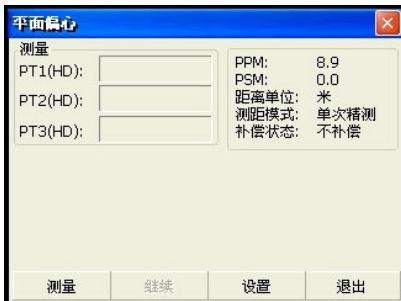 平面偏心
测量
PT1(HD):
PT2(HD):
PT3(HD):
PPM: 8.9
PSM: 0.0
距离单位: 米
测距模式: 单次精测
补偿状态: 不补偿
测量 继续 设置 退出